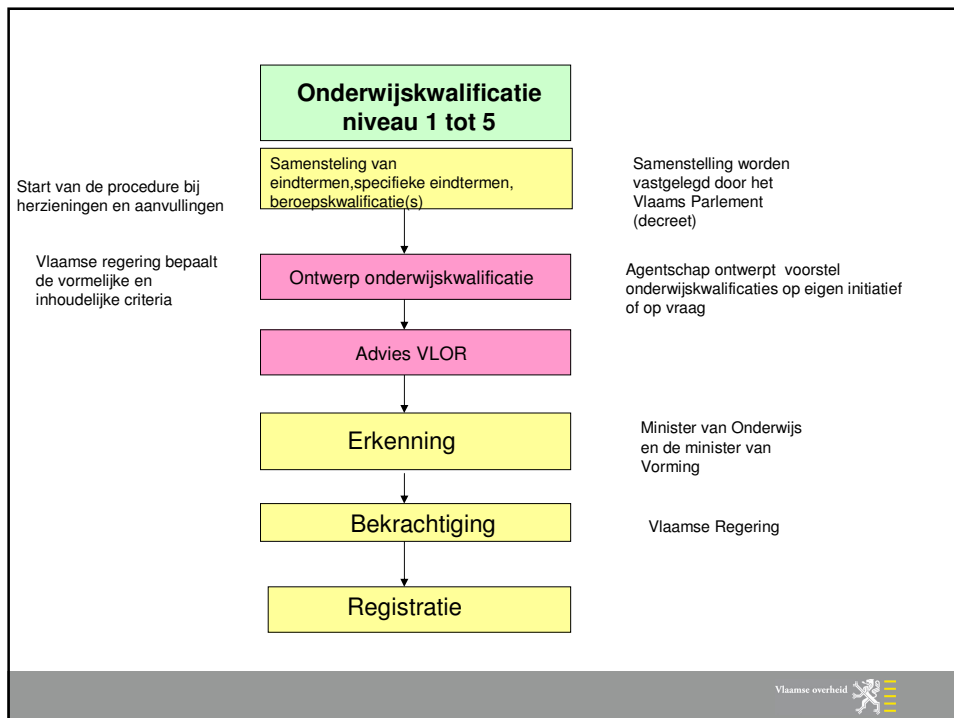 Onderwijskwalificatie
niveau 1 tot 5
Start van de procedure bij
herzieningen en aanvullingen
Samensteling van
eindtermen,specifieke eindtermen,
beroepskwalificatie(s)
Samenstelling worden
vastgelegd door het
Vlaams Parlement
(decreet)
Vlaamse regering bepaalt
de vormelijke en
inhoudelijke criteria
Ontwerp onderwijskwalificatie
Agentschap ontwerpt voorstel
onderwijskwalificaties op eigen initiatief
of op vraag
Advies VLOR
Erkenning
Minister van Onderwijs
en de minister van
Vorming
Bekrachtiging
Vlaamse Regering
Registratie
Vlaamse overheid